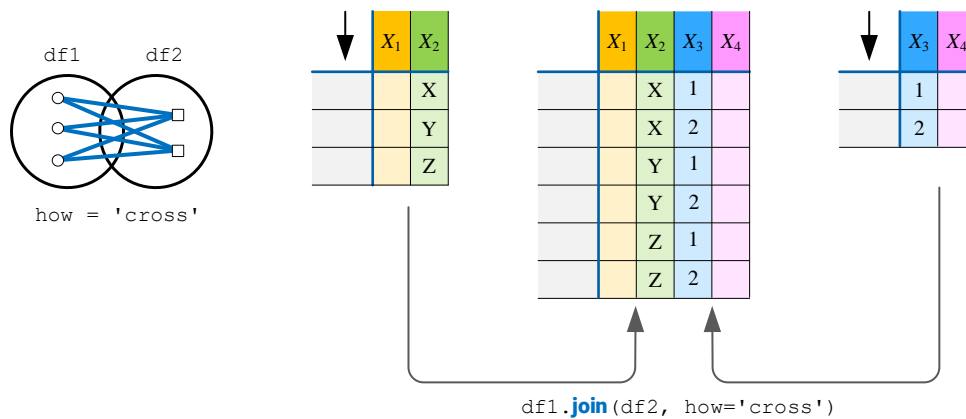 df1 df2
how = 'cross'
X1 X2
X
Y
Z
X1 X2 X3 X4
X 1
X 2
Y 1
Y 2
Z 1
Z 2
X3 X4
1
2
df1.join(df2, how='cross')